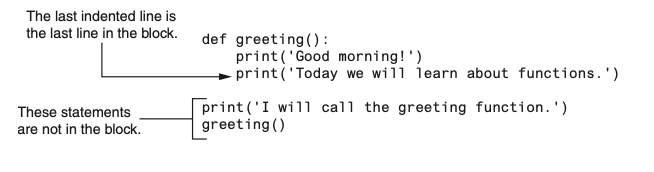 The last indented line is
the last line in the block.
def greeting():
    print('Good morning!')
    print('Today we will learn about functions.')
These statements
are not in the block.
print('I will call the greeting function.')
greeting()